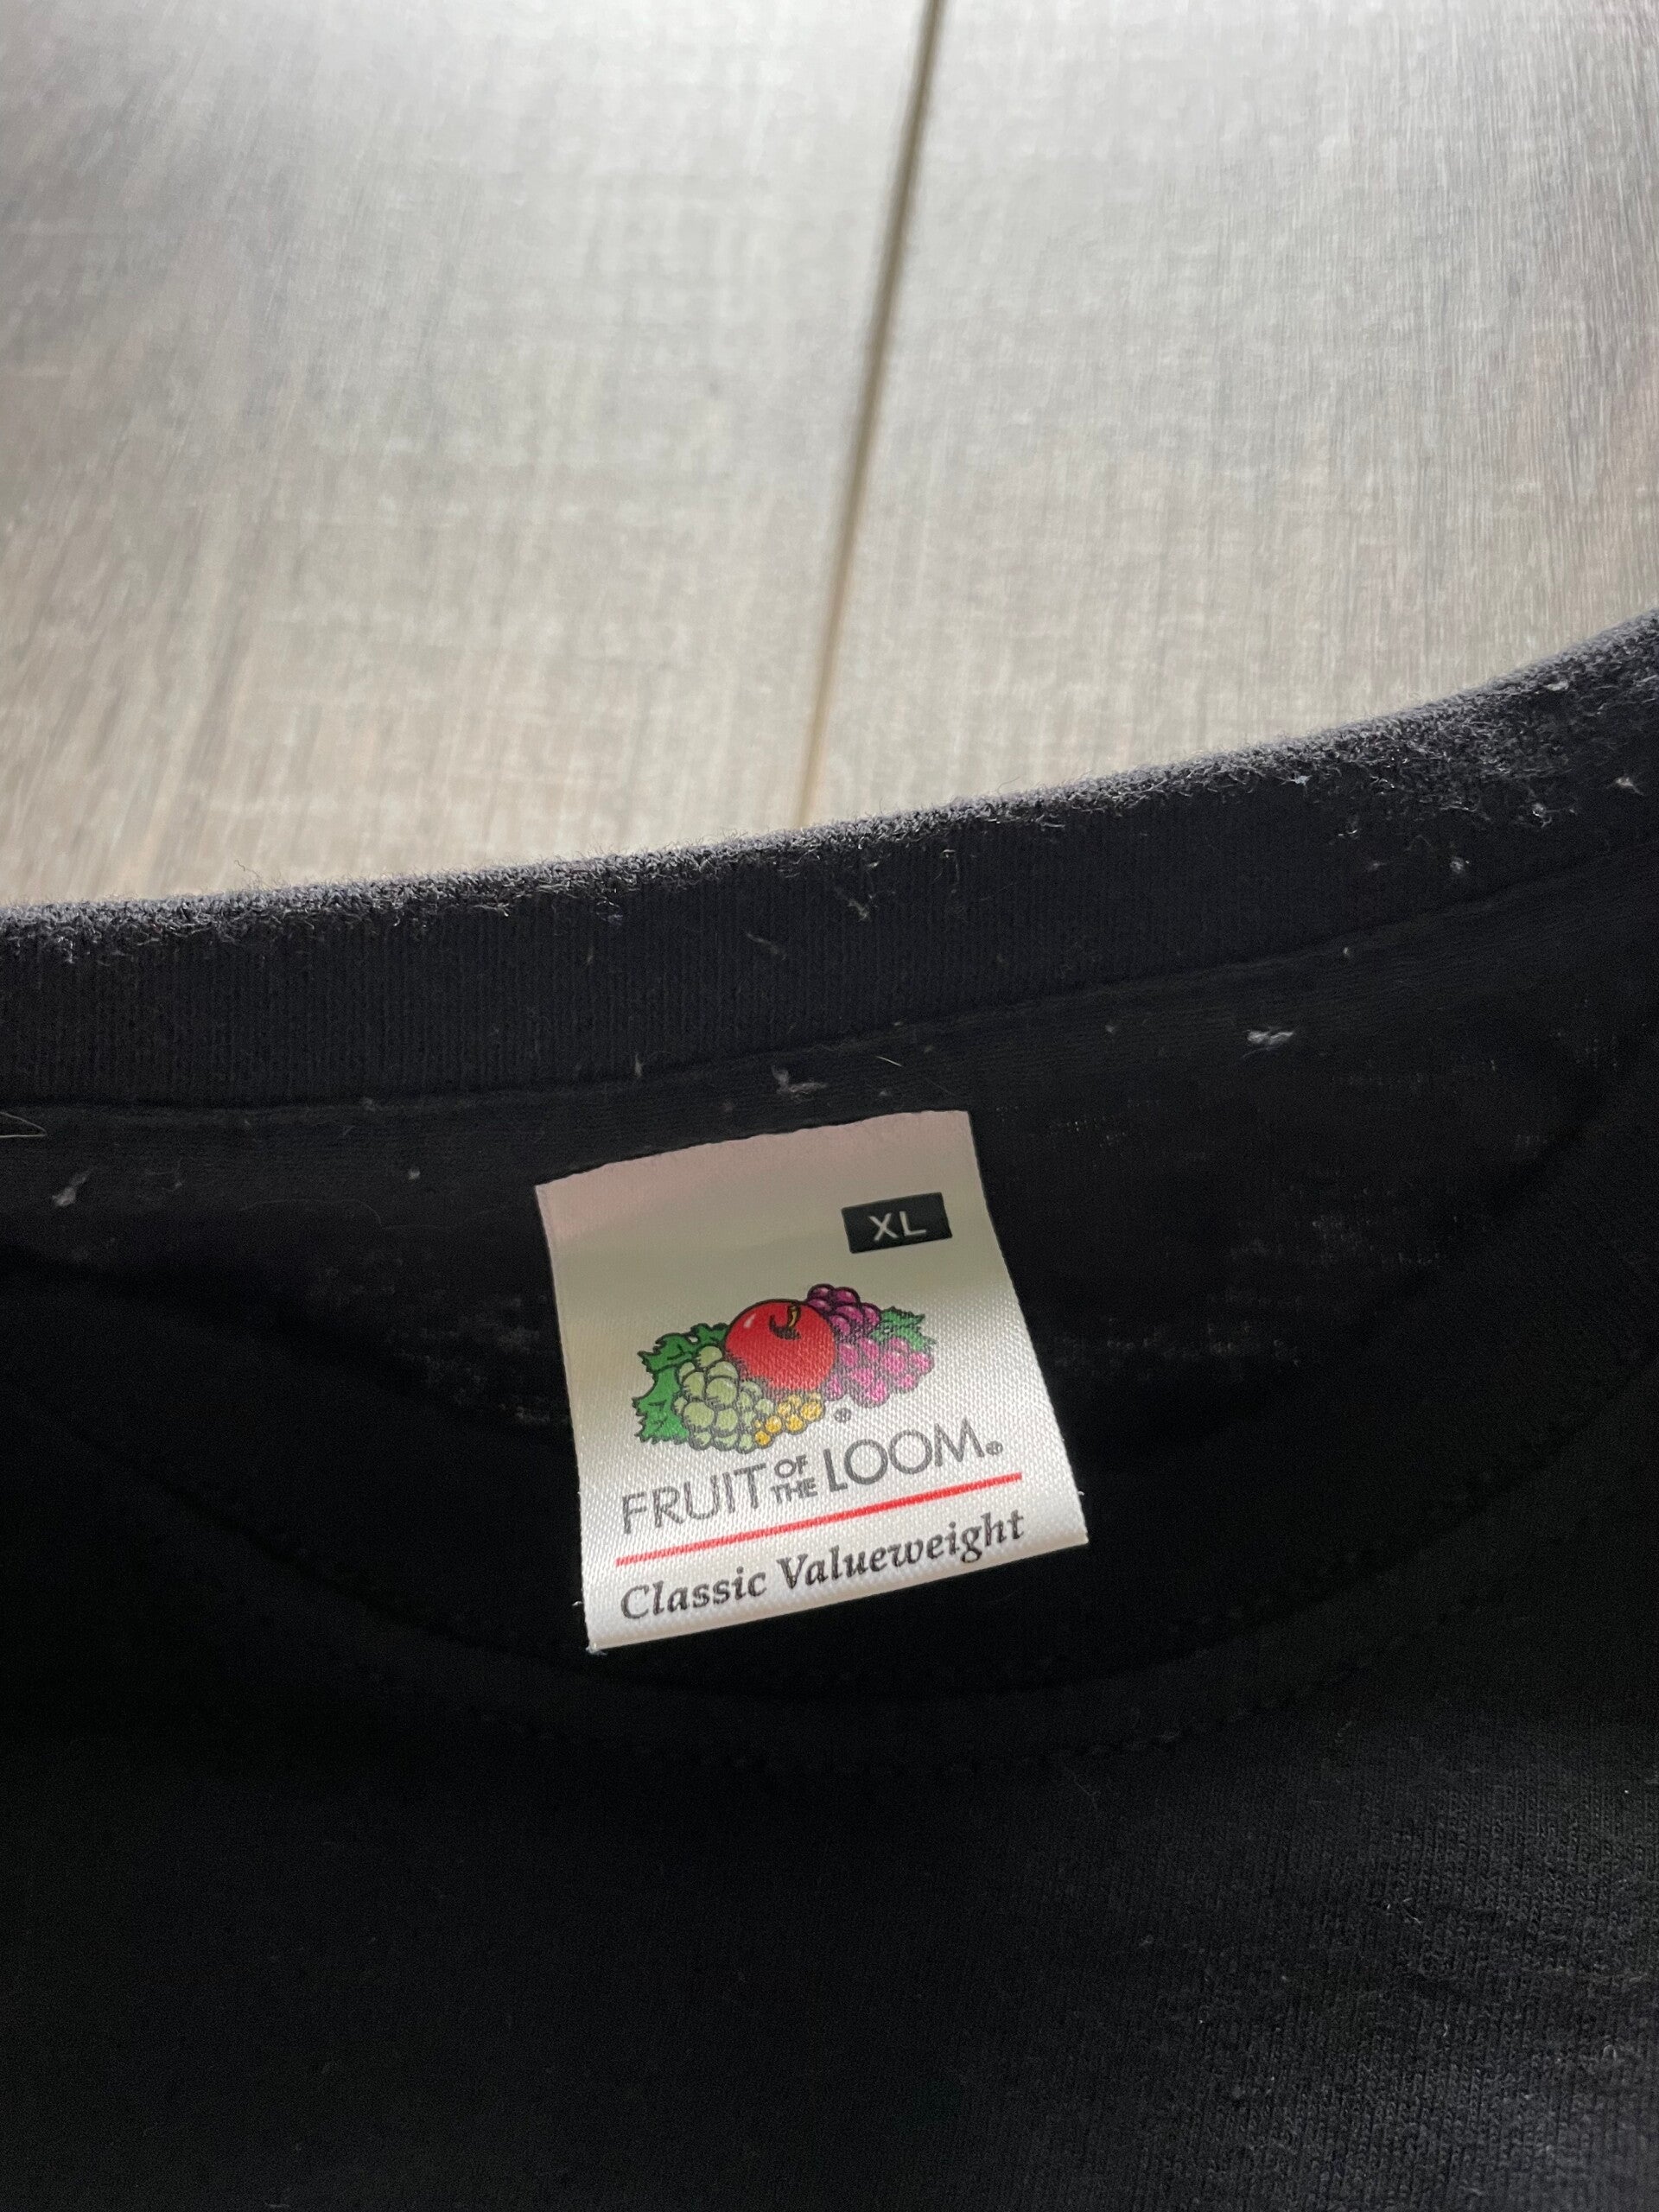 XL
®
FRUIT OF THE LOOM®
Classic Valueweight